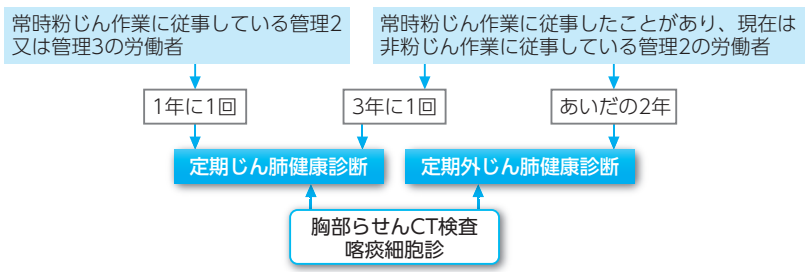 常時粉じん作業に従事している管理2
又は管理3の労働者
常時粉じん作業に従事したことがあり、現在は
非粉じん作業に従事している管理2の労働者
1年に1回
3年に1回
あいだの2年
定期じん肺健康診断
定期外じん肺健康診断
胸部らせんCT検査
喀痰細胞診